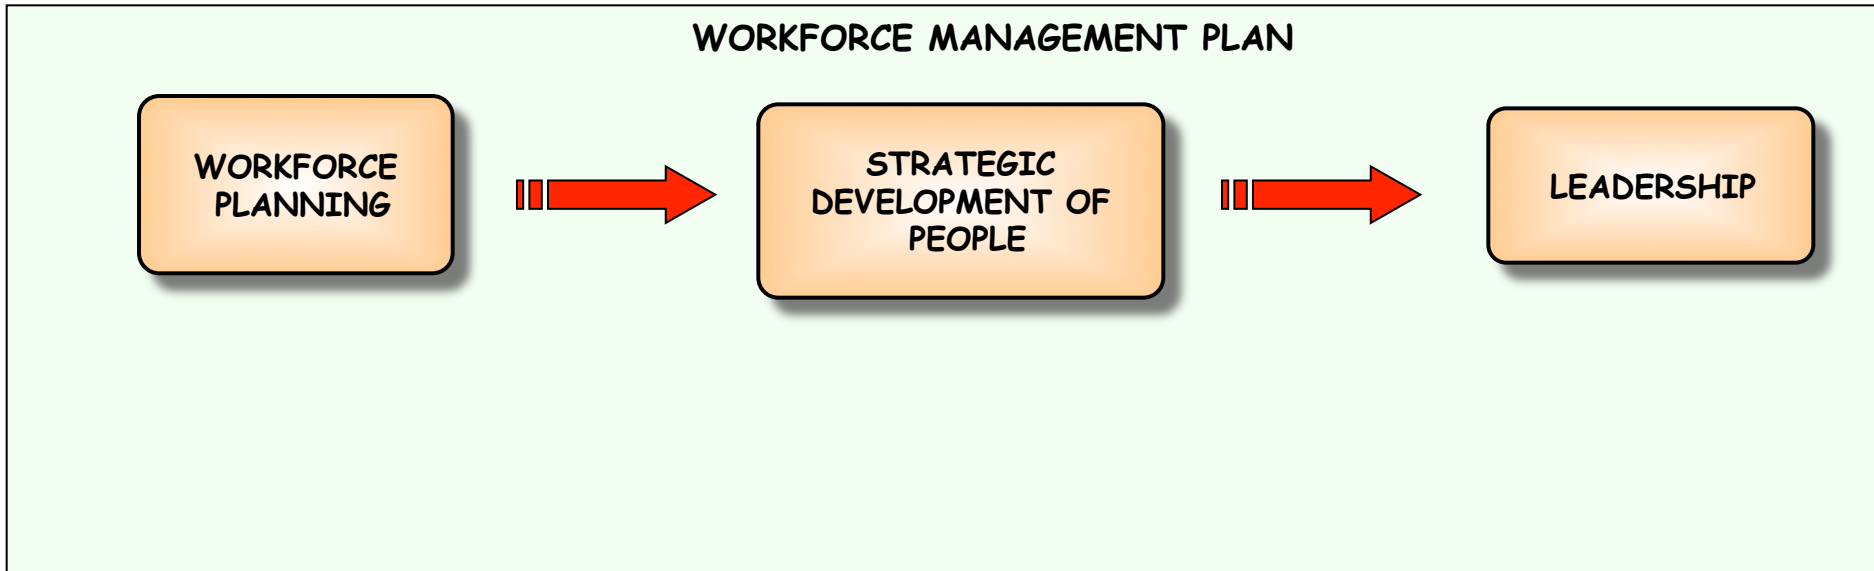 WORKFORCE MANAGEMENT PLAN
WORKFORCE
PLANNING
STRATEGIC
DEVELOPMENT OF
PEOPLE
LEADERSHIP